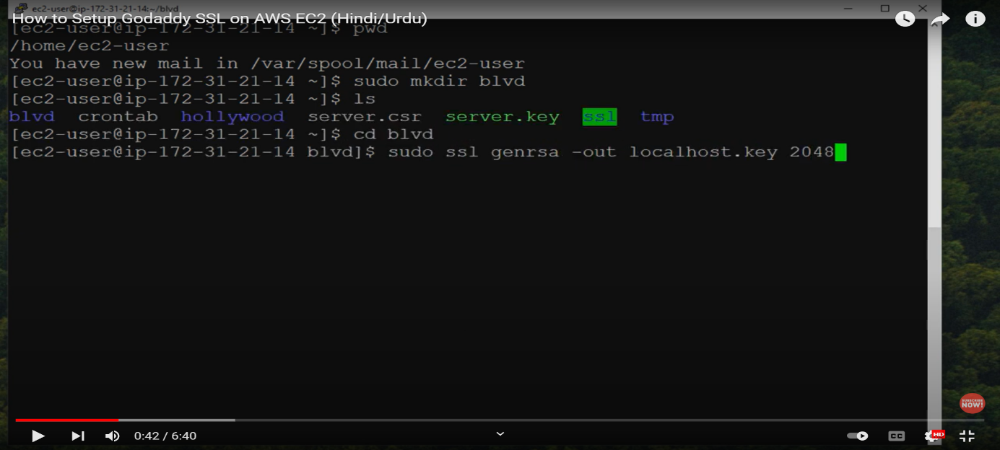 ec2-user@ip-172-31-21-14:~/blvd
How to Setup Godaddy SSL on AWS EC2 (Hindi/Urdu)
[ec2-user@ip-172-31-21-14 ~]$ pwd
/home/ec2-user
You have new mail in /var/spool/mail/ec2-user
[ec2-user@ip-172-31-21-14 ~]$ sudo mkdir blvd
[ec2-user@ip-172-31-21-14 ~]$ ls
blvd crontab hollywood server.csr server.key ssl tmp
[ec2-user@ip-172-31-21-14 ~]$ cd blvd
[ec2-user@ip-172-31-21-14 blvd]$ sudo ssl genrsa -out localhost.key 2048
SUBSCRIBE
NOW!
0:42 / 6:40
CC
HD